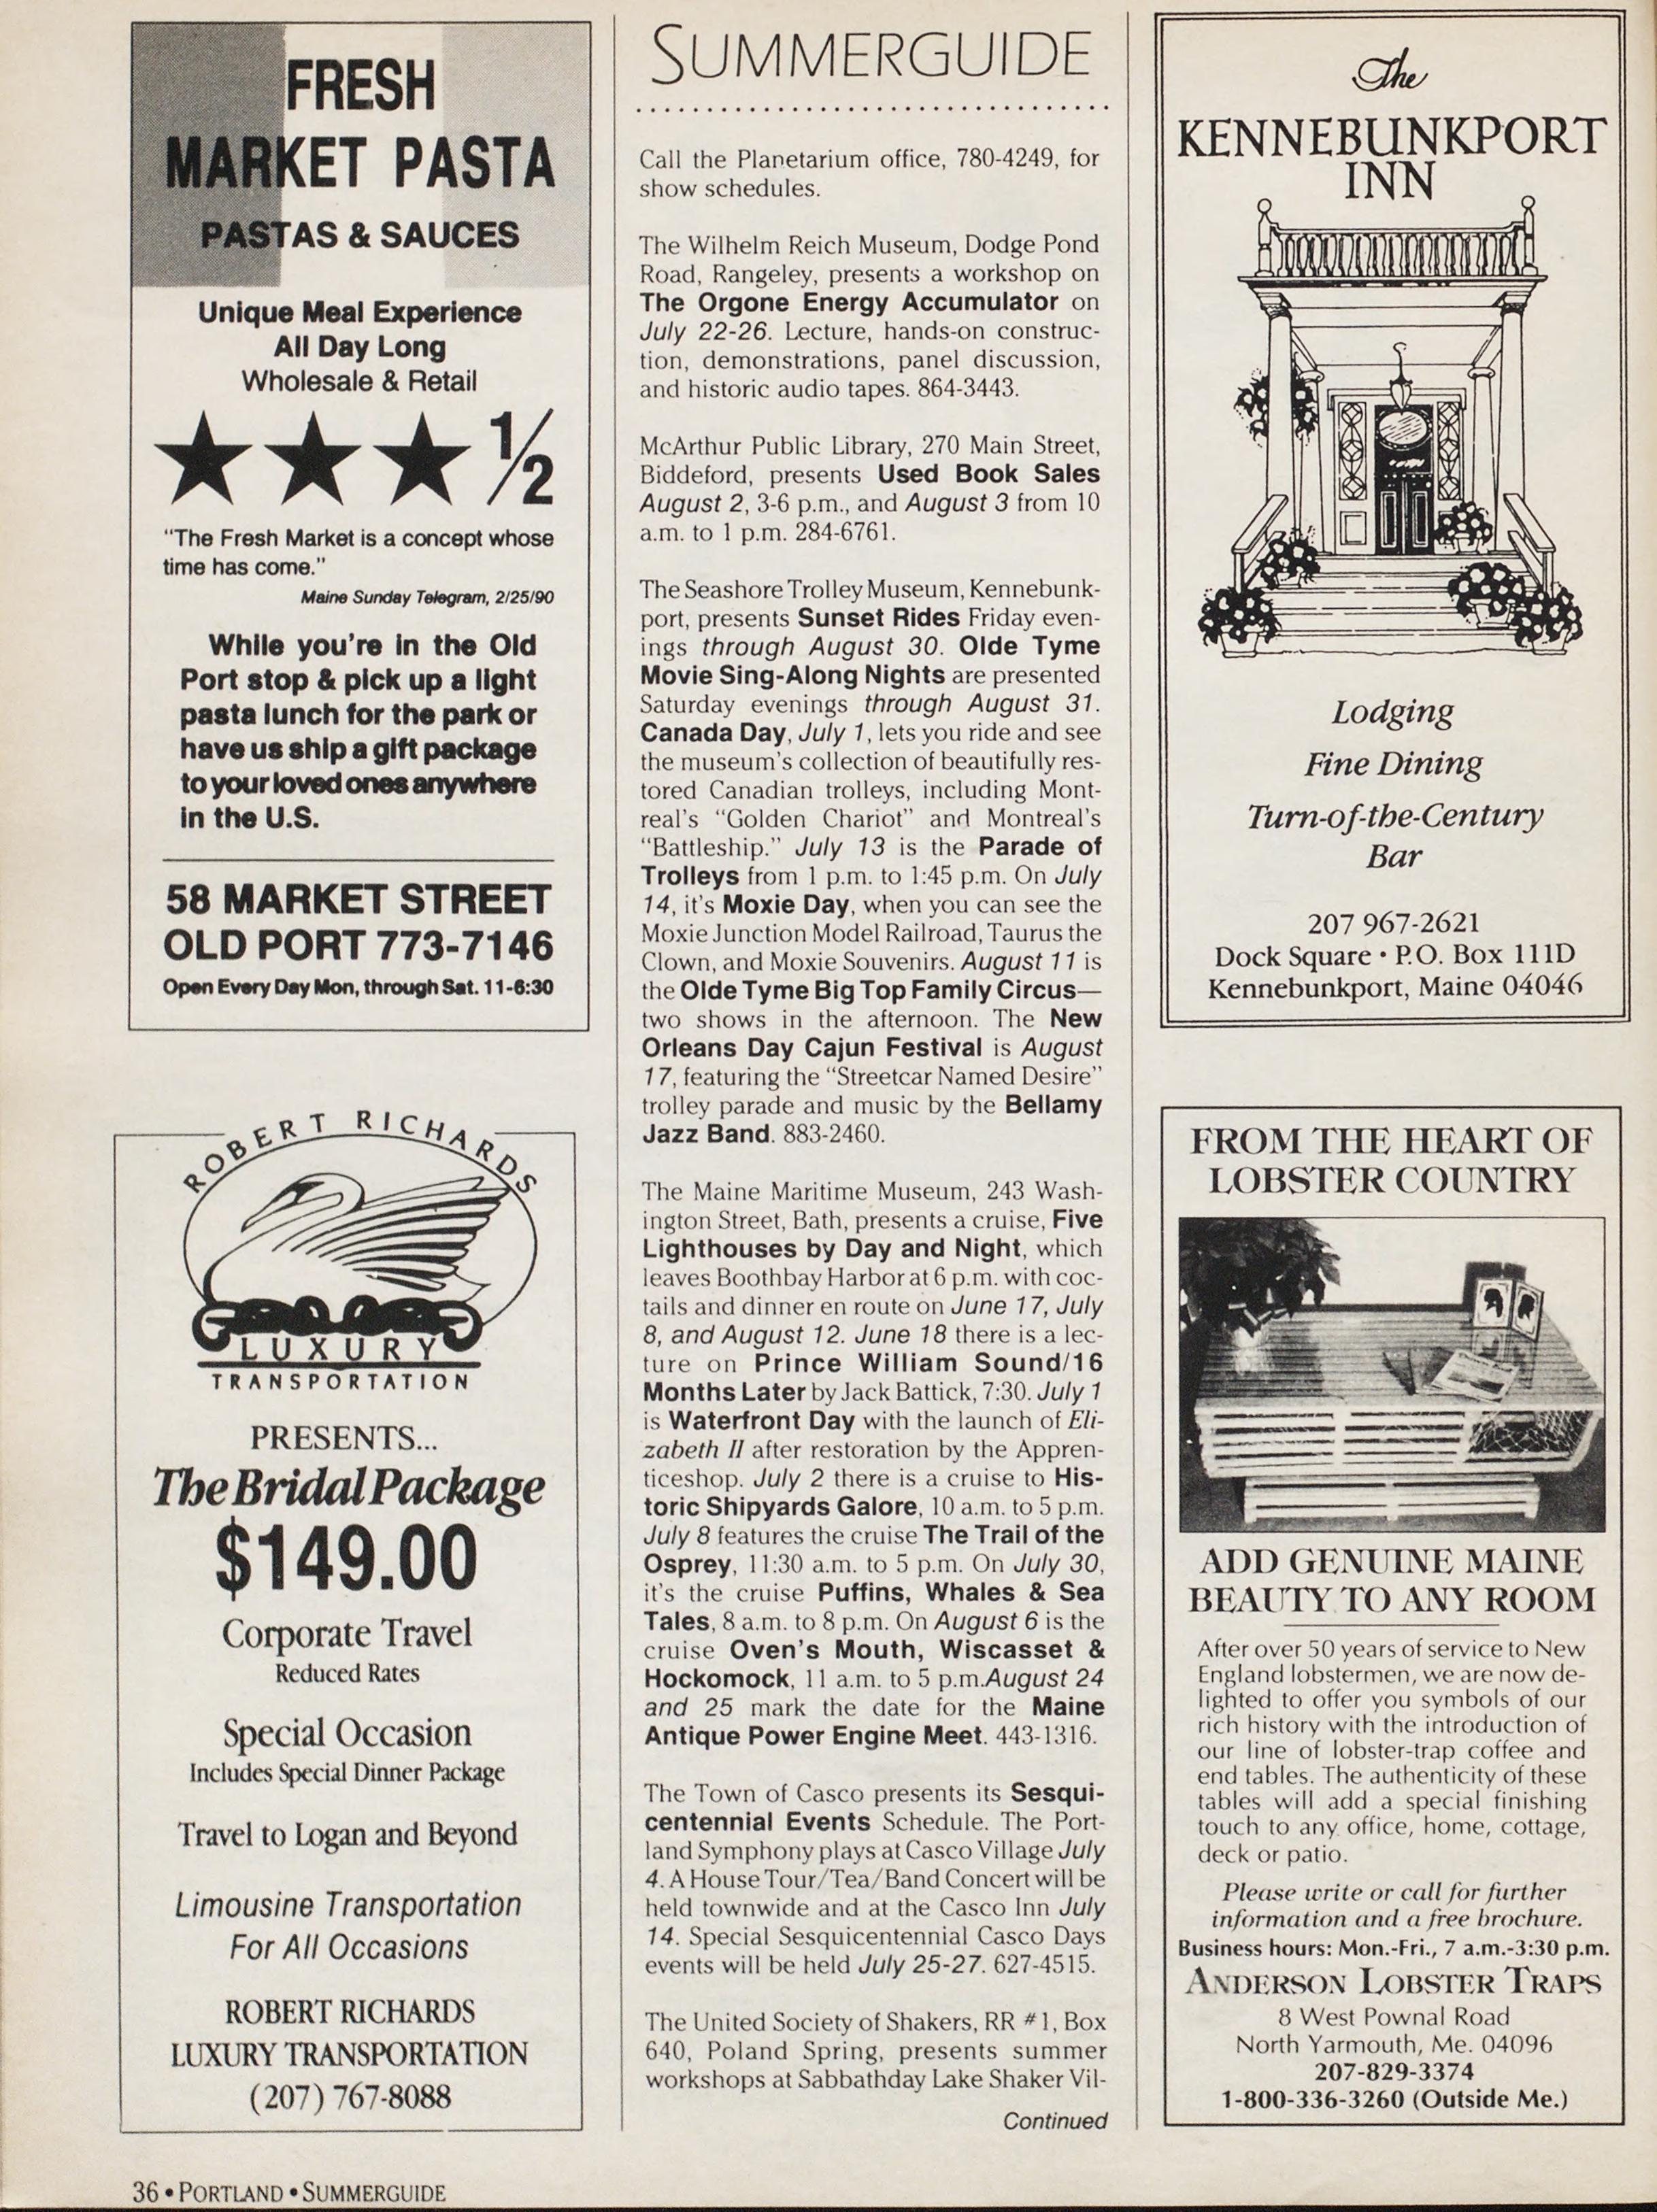 FRESH
MARKET PASTA
PASTAS & SAUCES
Unique Meal Experience
All Day Long
Wholesale & Retail
★ ★ ★ ½
“The Fresh Market is a concept whose
time has come.”
Maine Sunday Telegram, 2/25/90
While you're in the Old
Port stop & pick up a light
pasta lunch for the park or
have us ship a gift package
to your loved ones anywhere
in the U.S.
58 MARKET STREET
OLD PORT 773-7146
Open Every Day Mon, through Sat. 11-6:30
ROBERT RICHARDS
LUXURY
TRANSPORTATION
PRESENTS...
The Bridal Package
$149.00
Corporate Travel
Reduced Rates
Special Occasion
Includes Special Dinner Package
Travel to Logan and Beyond
Limousine Transportation
For All Occasions
ROBERT RICHARDS
LUXURY TRANSPORTATION
(207) 767-8088
SUMMERGUIDE
Call the Planetarium office, 780-4249, for
show schedules.
The Wilhelm Reich Museum, Dodge Pond
Road, Rangeley, presents a workshop on
The Orgone Energy Accumulator on
July 22-26. Lecture, hands-on construc-
tion, demonstrations, panel discussion,
and historic audio tapes. 864-3443.
McArthur Public Library, 270 Main Street,
Biddeford, presents Used Book Sales
August 2, 3-6 p.m., and August 3 from 10
a.m. to 1 p.m. 284-6761.
The Seashore Trolley Museum, Kennebunk-
port, presents Sunset Rides Friday even-
ings through August 30. Olde Tyme
Movie Sing-Along Nights are presented
Saturday evenings through August 31.
Canada Day, July 1, lets you ride and see
the museum's collection of beautifully res-
tored Canadian trolleys, including Mont-
real's “Golden Chariot” and Montreal's
“Battleship.” July 13 is the Parade of
Trolleys from 1 p.m. to 1:45 p.m. On July
14, it's Moxie Day, when you can see the
Moxie Junction Model Railroad, Taurus the
Clown, and Moxie Souvenirs. August 11 is
the Olde Tyme Big Top Family Circus—
two shows in the afternoon. The New
Orleans Day Cajun Festival is August
17, featuring the “Streetcar Named Desire”
trolley parade and music by the Bellamy
Jazz Band. 883-2460.
The Maine Maritime Museum, 243 Wash-
ington Street, Bath, presents a cruise, Five
Lighthouses by Day and Night, which
leaves Boothbay Harbor at 6 p.m. with coc-
tails and dinner en route on June 17, July
8, and August 12. June 18 there is a lec-
ture on Prince William Sound/16
Months Later by Jack Battick, 7:30. July 1
is Waterfront Day with the launch of Eli-
zabeth II after restoration by the Appren-
ticeshop. July 2 there is a cruise to His-
toric Shipyards Galore, 10 a.m. to 5 p.m.
July 8 features the cruise The Trail of the
Osprey, 11:30 a.m. to 5 p.m. On July 30,
it's the cruise Puffins, Whales & Sea
Tales, 8 a.m. to 8 p.m. On August 6 is the
cruise Oven's Mouth, Wiscasset &
Hockomock, 11 a.m. to 5 p.m.August 24
and 25 mark the date for the Maine
Antique Power Engine Meet. 443-1316.
The Town of Casco presents its Sesqui-
centennial Events Schedule. The Port-
land Symphony plays at Casco Village July
4. A House Tour/Tea/Band Concert will be
held townwide and at the Casco Inn July
14. Special Sesquicentennial Casco Days
events will be held July 25-27. 627-4515.
The United Society of Shakers, RR #1, Box
640, Poland Spring, presents summer
workshops at Sabbathday Lake Shaker Vil-
Continued
The
KENNEBUNKPORT
INN
Lodging
Fine Dining
Turn-of-the-Century
Bar
207 967-2621
Dock Square • P.O. Box 111D
Kennebunkport, Maine 04046
FROM THE HEART OF
LOBSTER COUNTRY
ADD GENUINE MAINE
BEAUTY TO ANY ROOM
After over 50 years of service to New
England lobstermen, we are now de-
lighted to offer you symbols of our
rich history with the introduction of
our line of lobster-trap coffee and
end tables. The authenticity of these
tables will add a special finishing
touch to any office, home, cottage,
deck or patio.
Please write or call for further
information and a free brochure.
Business hours: Mon.-Fri., 7 a.m.-3:30 p.m.
ANDERSON LOBSTER TRAPS
8 West Pownal Road
North Yarmouth, Me. 04096
207-829-3374
1-800-336-3260 (Outside Me.)
36 • PORTLAND • SUMMERGUIDE